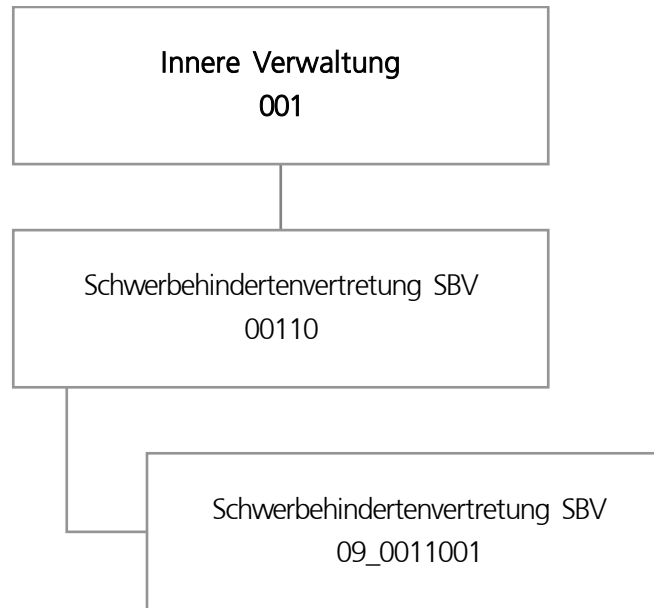 Innere Verwaltung
001
Schwerbehindertenvertretung SBV
00110
Schwerbehindertenvertretung SBV
09_0011001